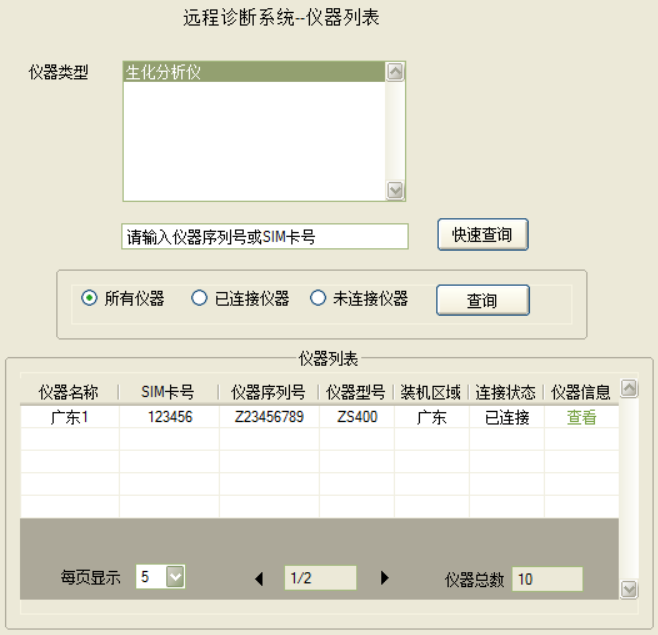 远程诊断系统--仪器列表
仪器类型
生化分析仪
请输入仪器序列号或SIM卡号
快速查询
所有仪器 已连接仪器 未连接仪器 查询
仪器列表
仪器名称 SIM卡号 仪器序列号 仪器型号 装机区域 连接状态 仪器信息
广东1 123456 Z23456789 ZS400 广东 已连接 查看
每页显示 5 1/2 仪器总数 10